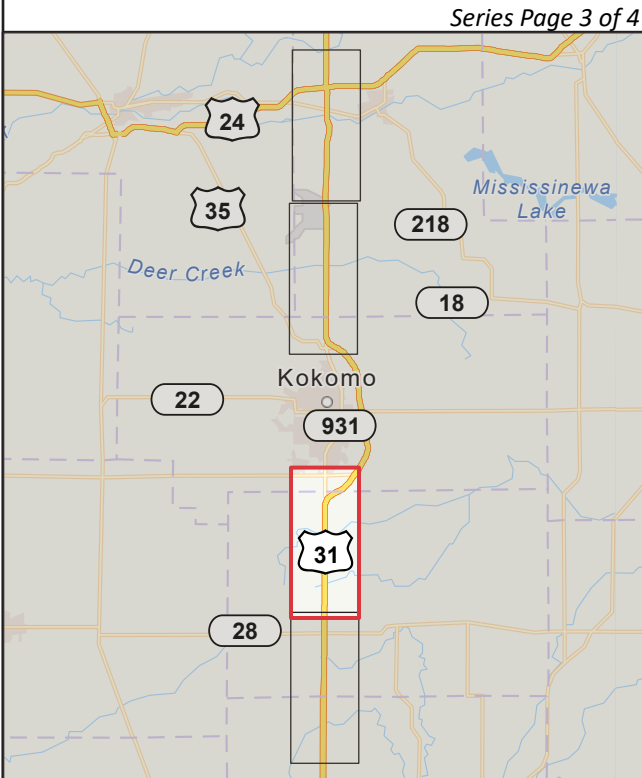 Series Page 3 of 4
24
35
Mississinewa
Lake
218
Deer Creek
18
Kokomo
22
931
31
28